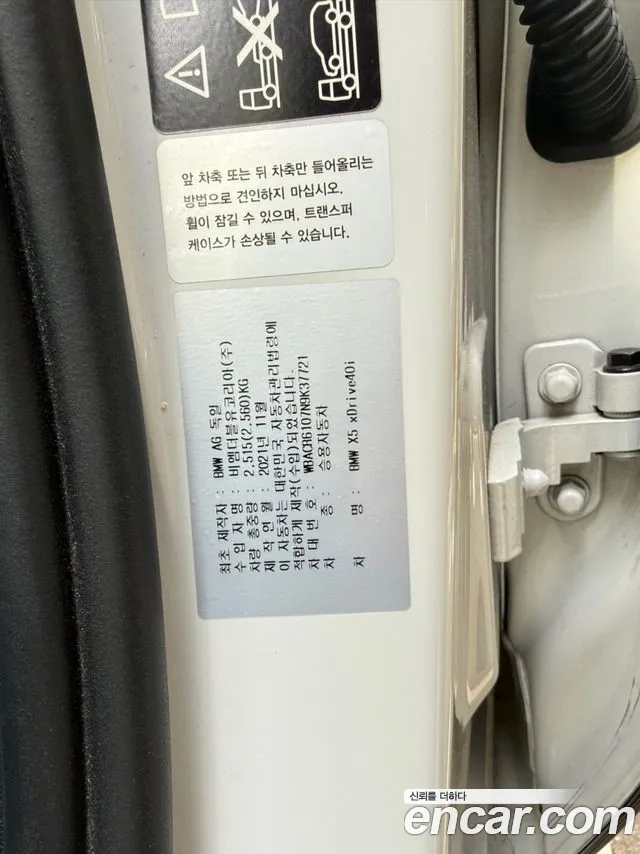 앞 차축 또는 뒤 차축만 들어올리는
방법으로 견인하지 마십시오.
휠이 잠길 수 있으며, 트랜스퍼
케이스가 손상될 수 있습니다.
최초 제작자 : BMW AG 독일
수입 자명 : 비엠더블유코리아(주)
차량 총중량 : 2.515(2.560)KG
제작 연월 : 2021년 11월
이 자동차는 대한민국 자동차관리법령에
적합하게 제작(수입)되었습니다.
차대번호 : WBACR6107N9K37721
차 종 : 승용자동차
차 명 : BMW X5 xDrive40i
신뢰를 더하다
encar.com